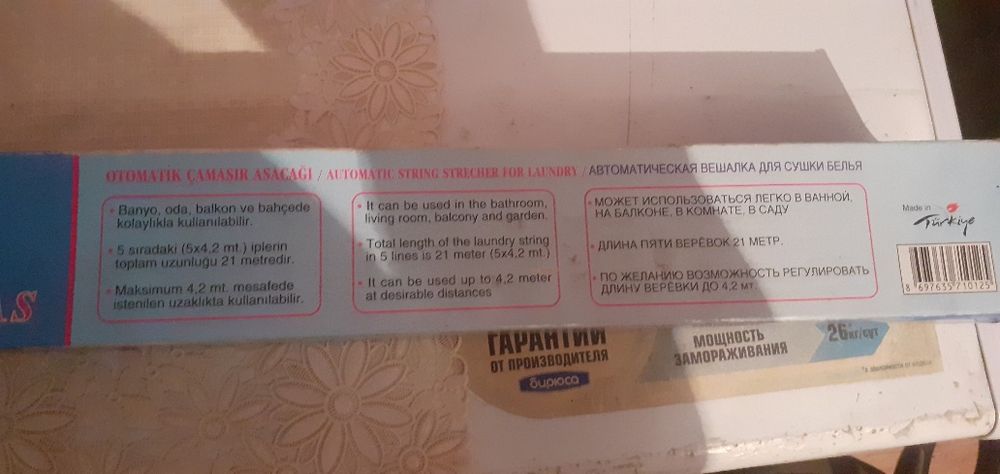 OTOMATİK ÇAMAŞIR ASACAĞI / AUTOMATIC STRING STRECHER FOR LAUNDRY / АВТОМАТИЧЕСКАЯ ВЕШАЛКА ДЛЯ СУШКИ БЕЛЬЯ
• Banyo, oda, balkon ve bahçede
kolaylıkla kullanılabilir.
• 5 sıradaki (5x4,2 mt.) iplerin
toplam uzunluğu 21 metredir.
• Maksimum 4,2 mt. mesafede
istenilen uzaklıkta kullanılabilir.
• It can be used in the bathroom,
living room, balcony and garden.
• Total length of the laundry string
in 5 lines is 21 meter (5x4,2 mt.)
• It can be used up to 4,2 meter
at desirable distances
• МОЖЕТ ИСПОЛЬЗОВАТЬСЯ ЛЕГКО В ВАННОЙ,
НА БАЛКОНЕ, В КОМНАТЕ, В САДУ
• ДЛИНА ПЯТИ ВЕРЁВОК 21 МЕТР.
• ПО ЖЕЛАНИЮ ВОЗМОЖНОСТЬ РЕГУЛИРОВАТЬ
ДЛИНУ ВЕРЁВКИ ДО 4,2 мт.
Made in
Türkiye
8 697635 710125
AS
ГАРАНТИИ
ОТ ПРОИЗВОДИТЕЛЯ
бирюса
МОЩНОСТЬ
ЗАМОРАЖИВАНИЯ
26 кг/сут